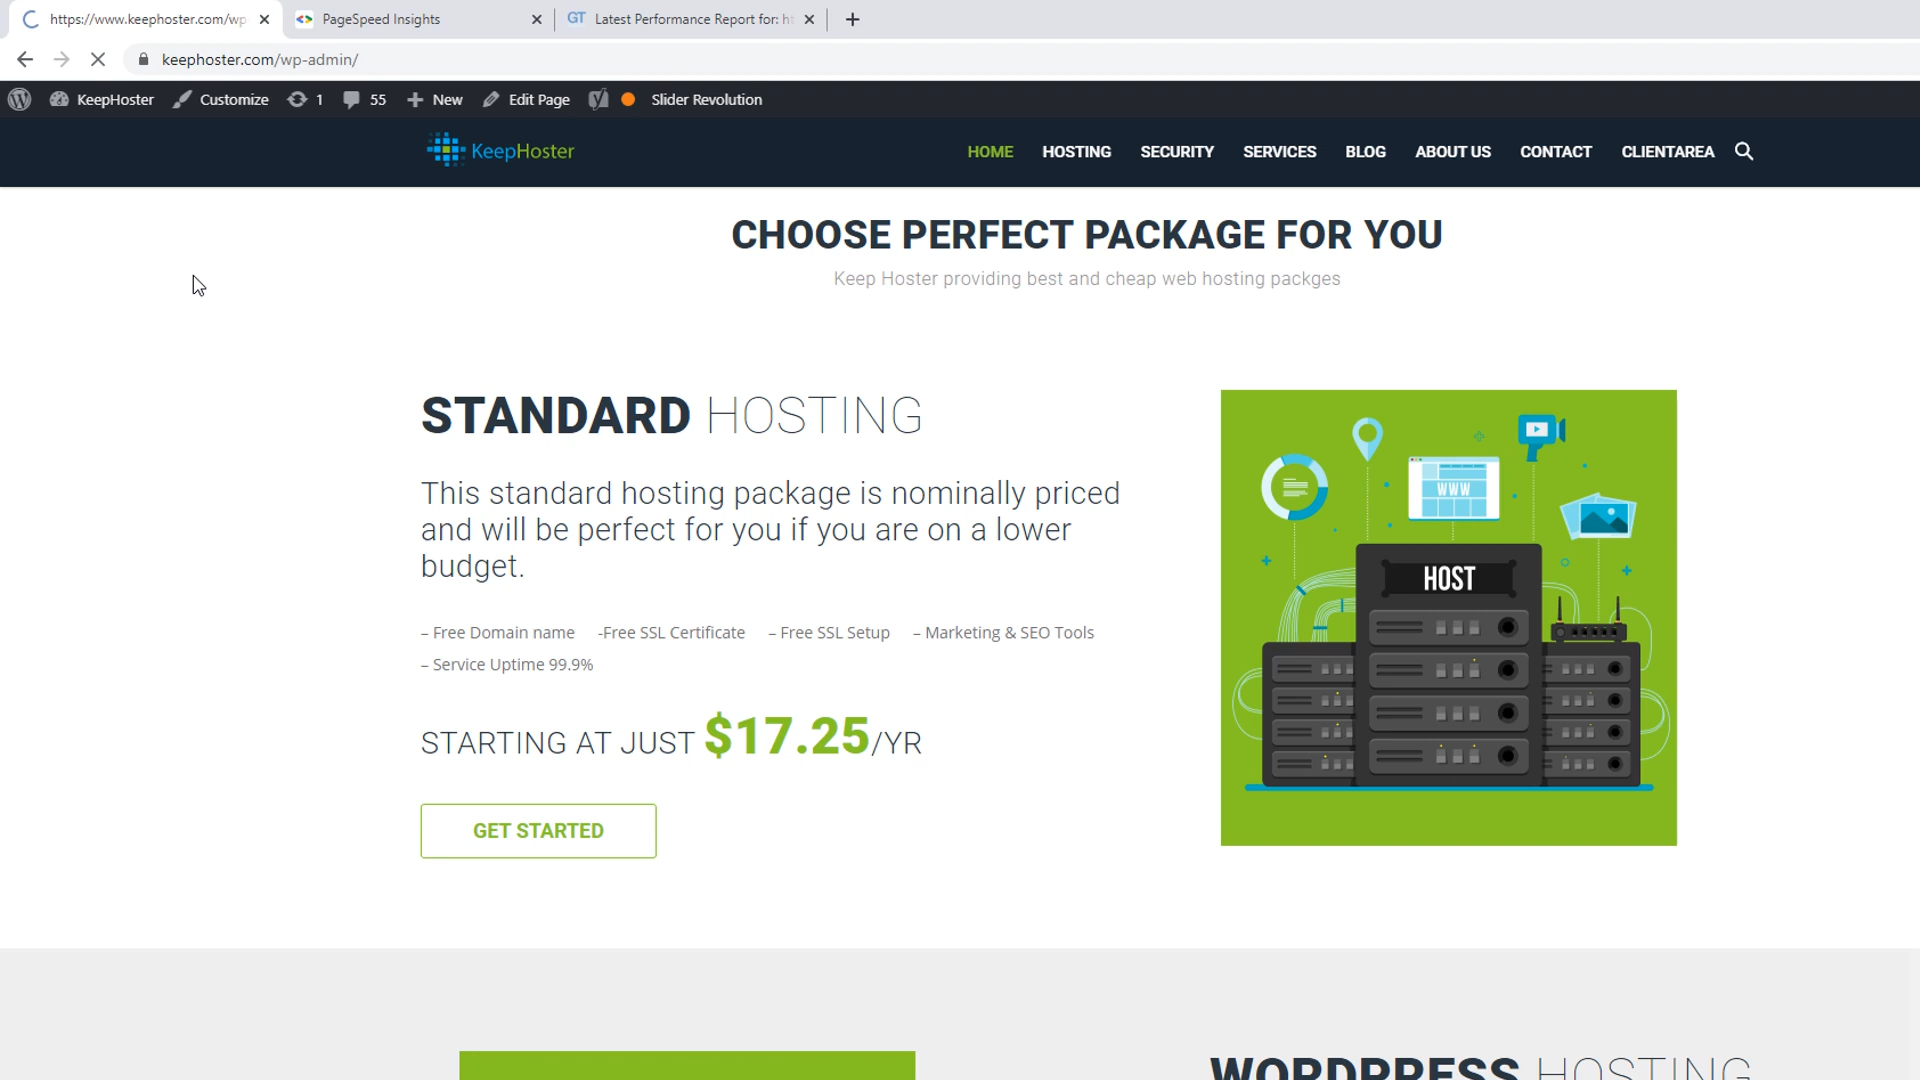 https://www.keephoster.com/wp
PageSpeed Insights
GT Latest Performance Report for: ht
keephoster.com/wp-admin/
KeepHoster Customize 1 55 New Edit Page Slider Revolution
KeepHoster
HOME HOSTING SECURITY SERVICES BLOG ABOUT US CONTACT CLIENTAREA
CHOOSE PERFECT PACKAGE FOR YOU
Keep Hoster providing best and cheap web hosting packges
STANDARD HOSTING
This standard hosting package is nominally priced
and will be perfect for you if you are on a lower
budget.
– Free Domain name -Free SSL Certificate – Free SSL Setup – Marketing & SEO Tools
– Service Uptime 99.9%
STARTING AT JUST $17.25/YR
GET STARTED
WWW
HOST
WORDPRESS HOSTING